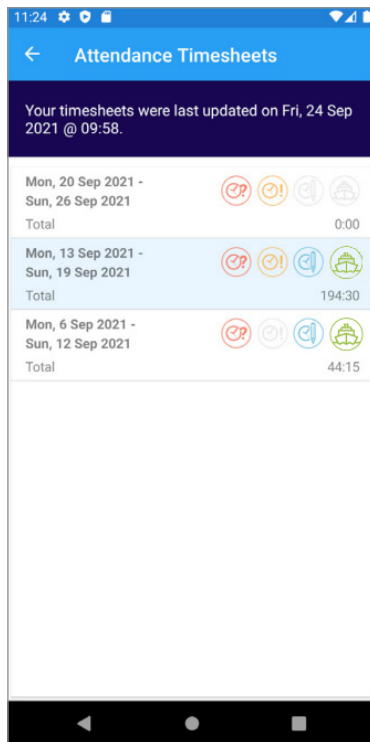 11:24
Attendance Timesheets
Your timesheets were last updated on Fri, 24 Sep
2021 @ 09:58.
Mon, 20 Sep 2021 -
Sun, 26 Sep 2021
Total 0:00
Mon, 13 Sep 2021 -
Sun, 19 Sep 2021
Total 194:30
Mon, 6 Sep 2021 -
Sun, 12 Sep 2021
Total 44:15